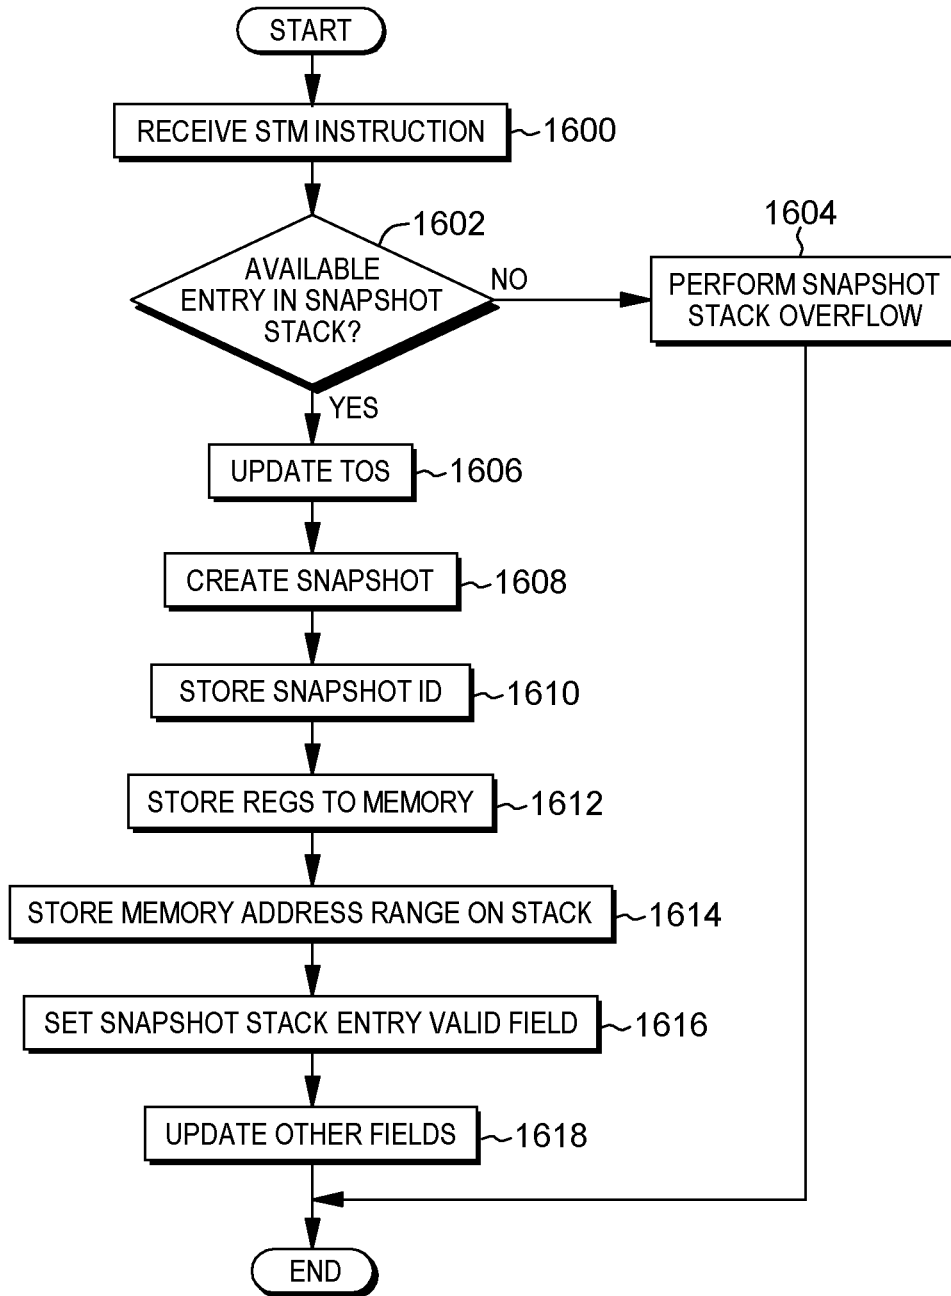 START
RECEIVE STM INSTRUCTION
1600
1602
AVAILABLE
ENTRY IN SNAPSHOT
STACK?
NO
1604
PERFORM SNAPSHOT
STACK OVERFLOW
YES
UPDATE TOS
1606
CREATE SNAPSHOT
1608
STORE SNAPSHOT ID
1610
STORE REGS TO MEMORY
1612
STORE MEMORY ADDRESS RANGE ON STACK
1614
SET SNAPSHOT STACK ENTRY VALID FIELD
1616
UPDATE OTHER FIELDS
1618
END